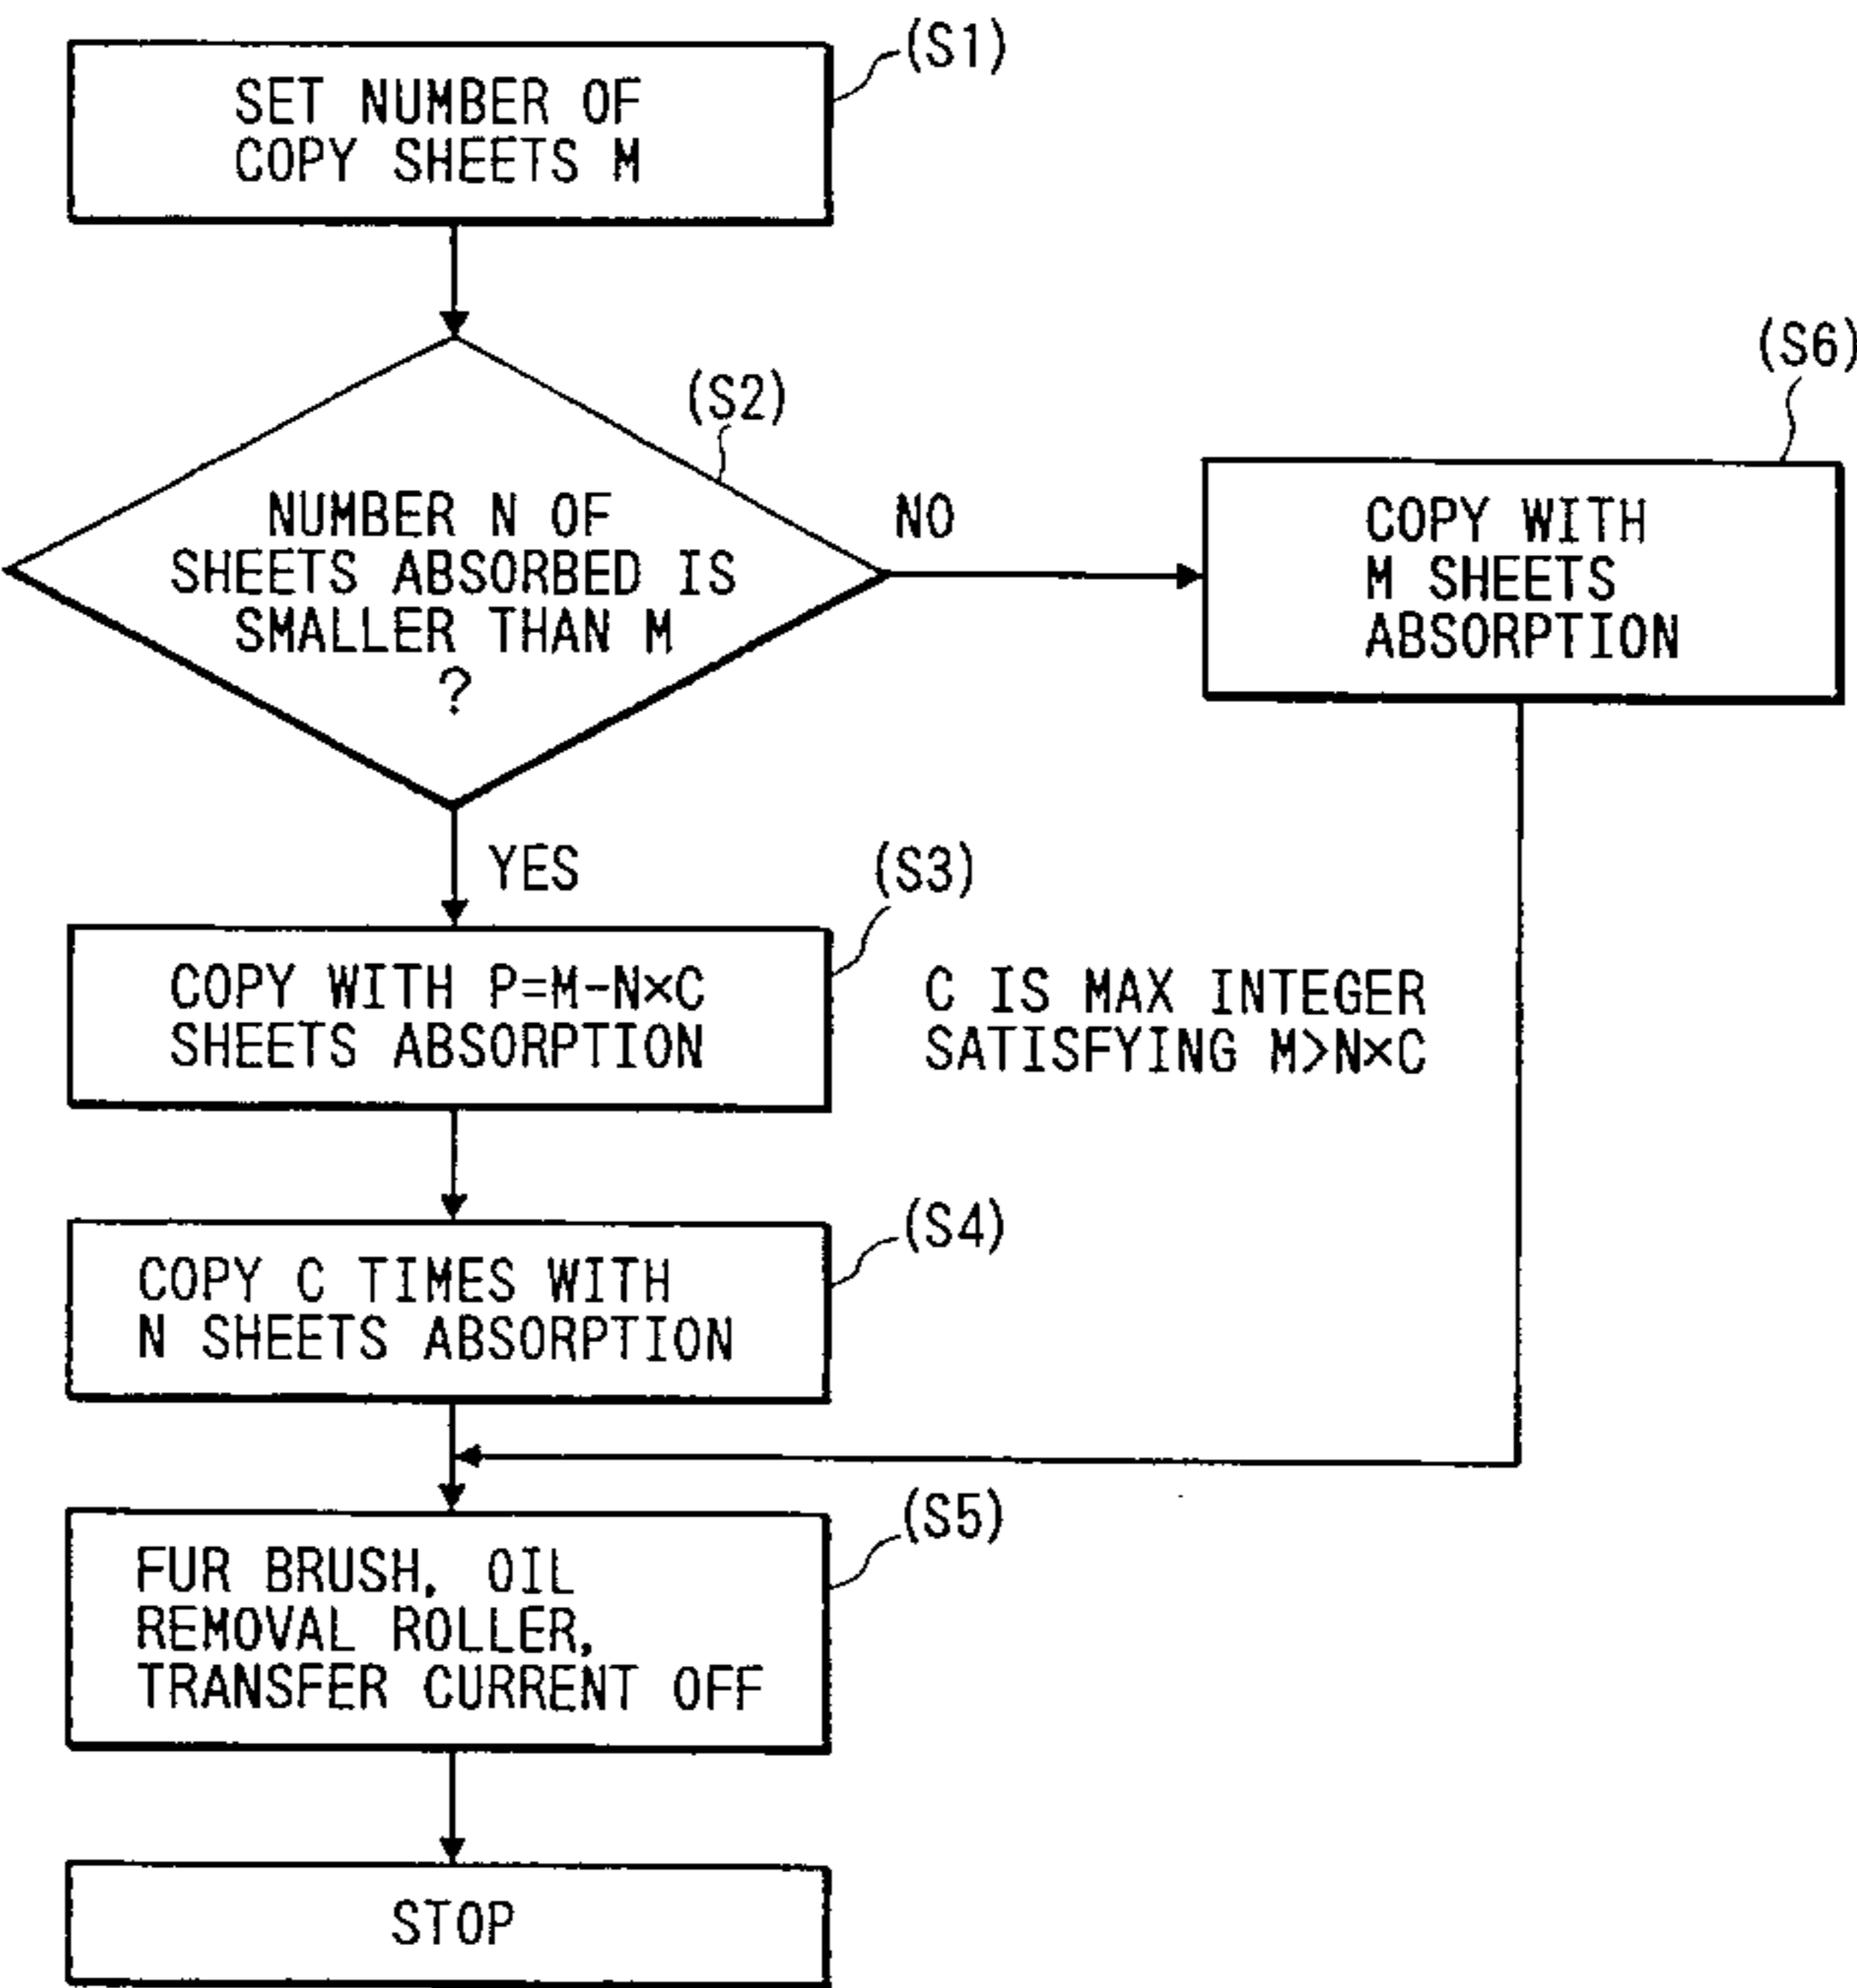 (S1)
SET NUMBER OF
COPY SHEETS M
(S2)
NUMBER N OF
SHEETS ABSORBED IS
SMALLER THAN M
?
NO
(S6)
COPY WITH
M SHEETS
ABSORPTION
YES
(S3)
COPY WITH P=M-N×C
SHEETS ABSORPTION
C IS MAX INTEGER
SATISFYING M>N×C
(S4)
COPY C TIMES WITH
N SHEETS ABSORPTION
(S5)
FUR BRUSH, OIL
REMOVAL ROLLER,
TRANSFER CURRENT OFF
STOP